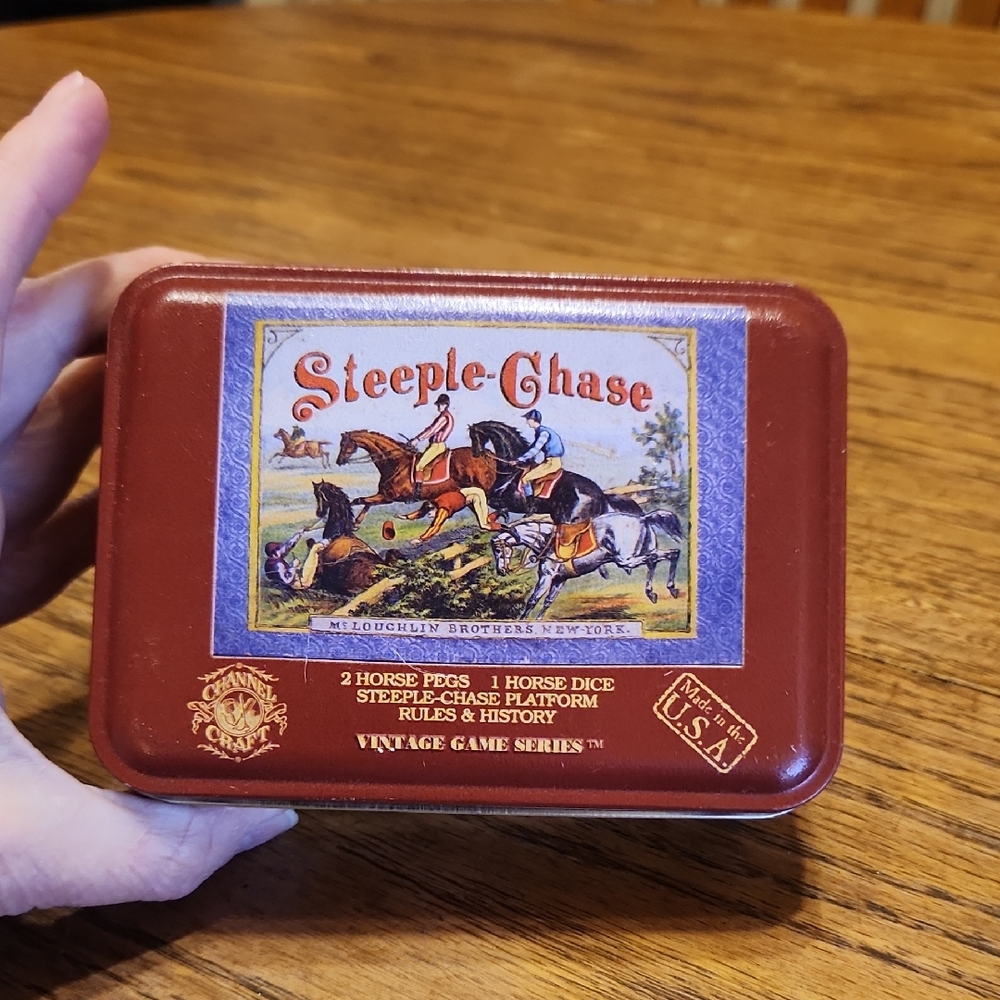 Steeple-Chase
McLOUGHLIN BROTHERS, NEW-YORK.
2 HORSE PEGS 1 HORSE DICE
STEEPLE-CHASE PLATFORM
RULES & HISTORY
VINTAGE GAME SERIES™
CHANNEL
CRAFT
Made in the
U.S.A.